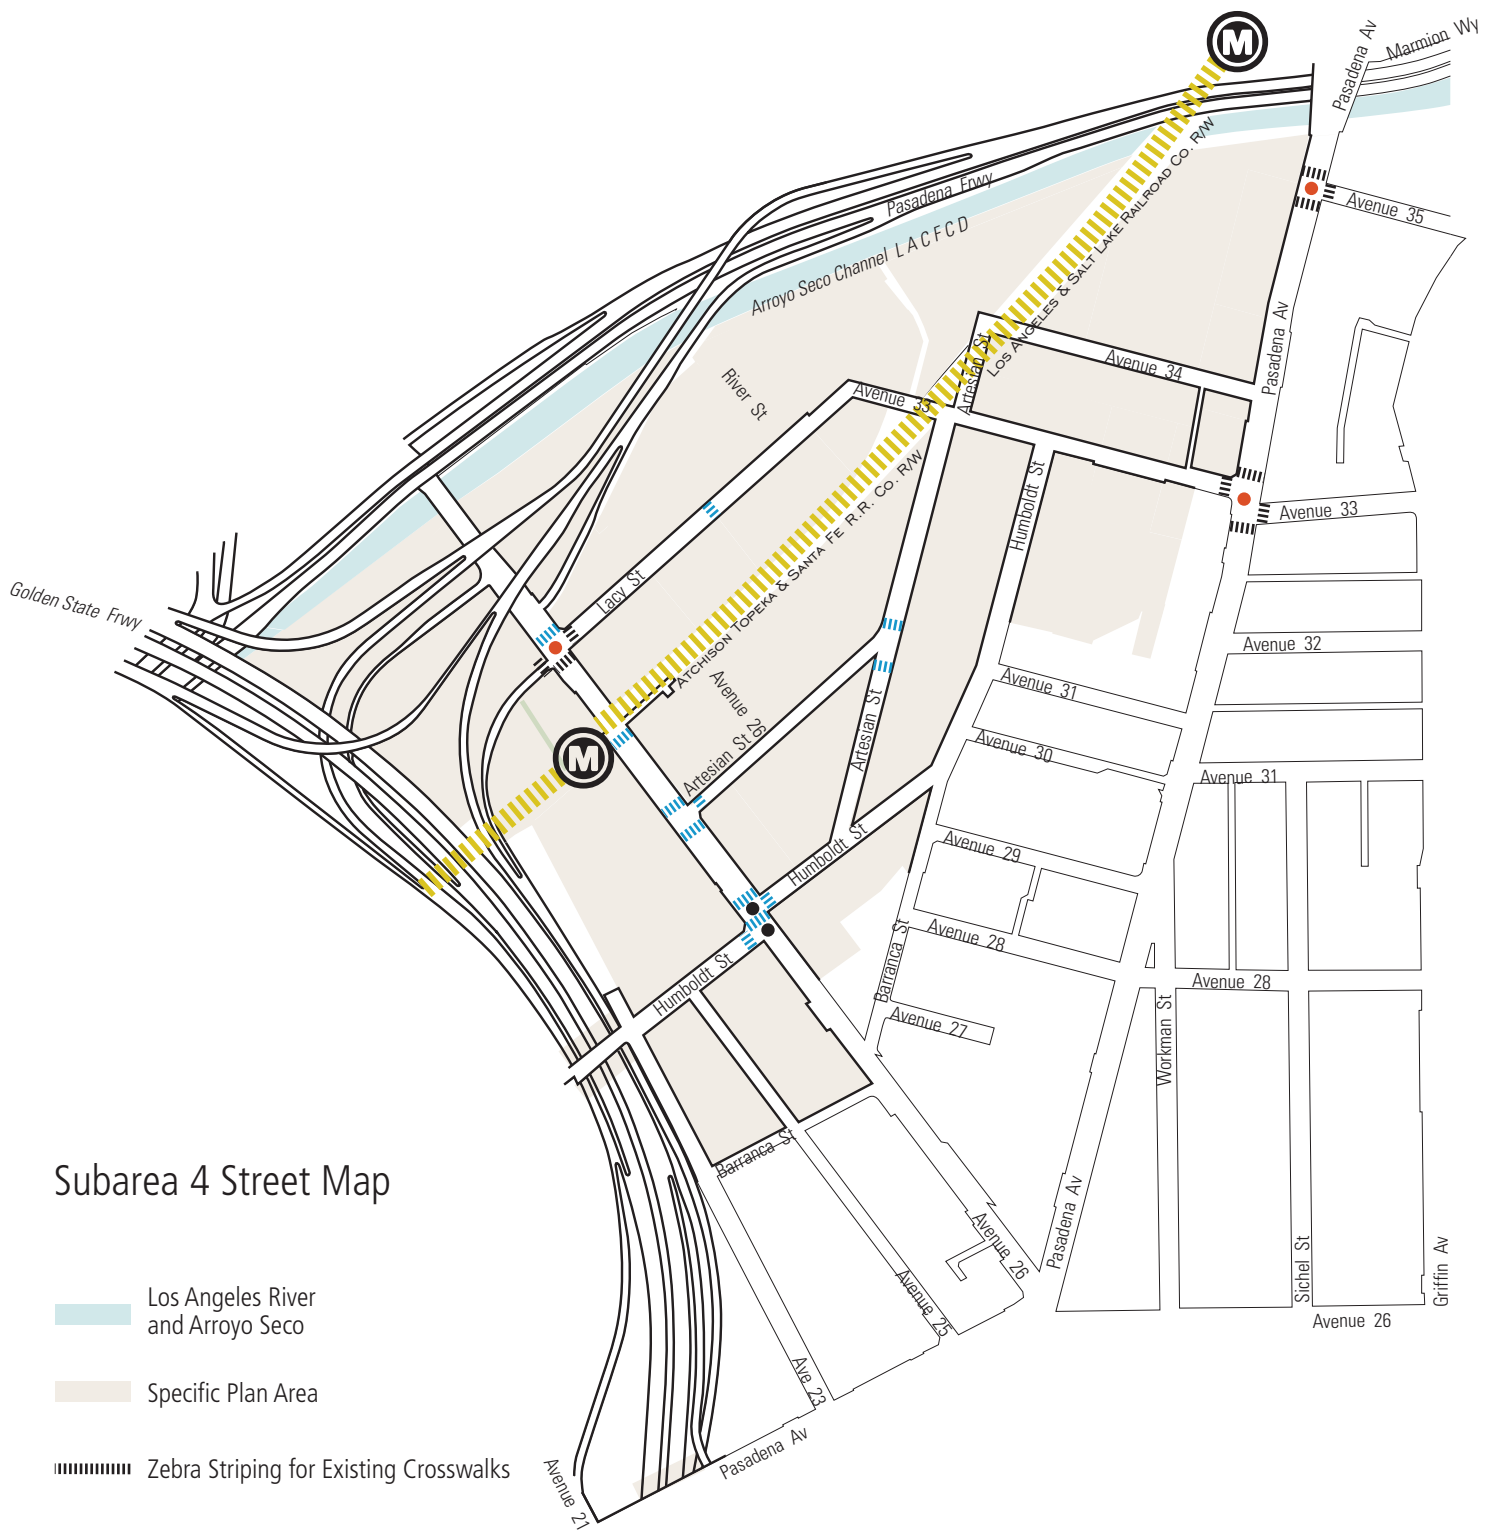 M
Pasadena Av
Marmion Wy
Pasadena Frwy
Arroyo Seco Channel L A C F C D
Los Angeles & Salt Lake Railroad Co. R/W
Avenue 35
Pasadena Av
Artesian St
Avenue 34
River St
Avenue 33
Atchison Topeka & Santa Fe R.R. Co. R/W
Humboldt St
Avenue 33
Golden State Frwy
Lacy St
Avenue 32
Avenue 26
Avenue 31
Artesian St
Artesian St
Avenue 30
M
Avenue 31
Humboldt St
Avenue 29
Barranca St
Avenue 28
Humboldt St
Avenue 28
Avenue 27
Workman St
Barranca St
Subarea 4 Street Map
Pasadena Av
Avenue 26
Avenue 25
Sichel St
Griffin Av
Avenue 26
Los Angeles River
and Arroyo Seco
Ave 23
Specific Plan Area
Pasadena Av
Zebra Striping for Existing Crosswalks
Avenue 21